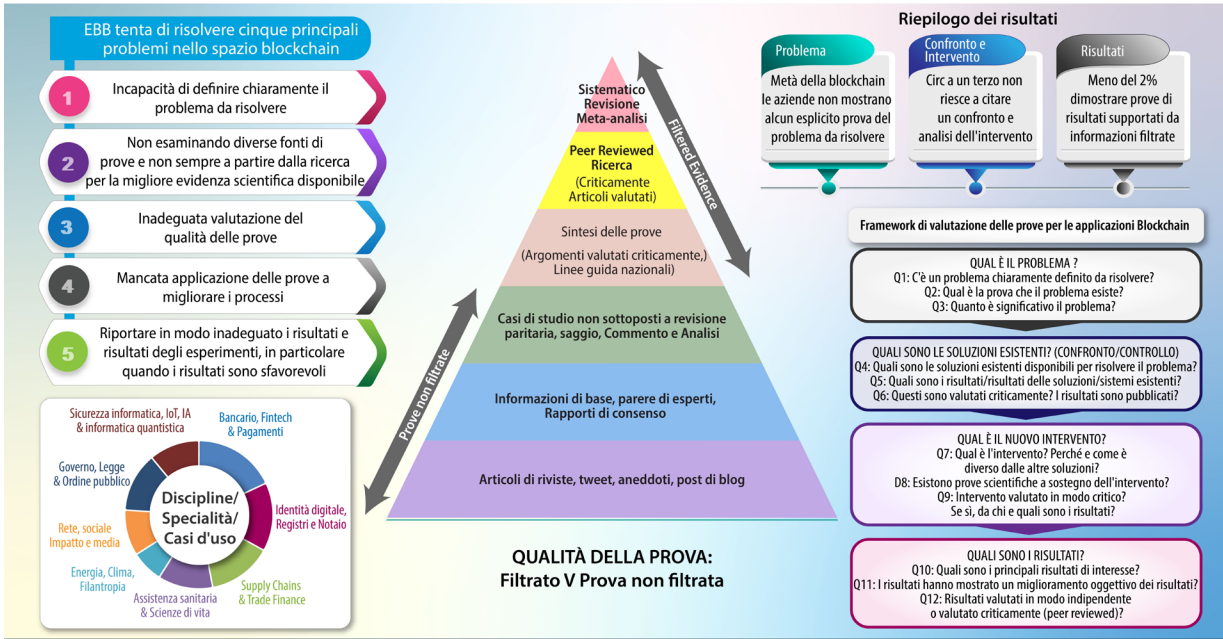 EBB tenta di risolvere cinque principali
problemi nello spazio blockchain
1
Incapacità di definire chiaramente il
problema da risolvere
2
Non esaminando diverse fonti di
prove e non sempre a partire dalla ricerca
per la migliore evidenza scientifica disponibile
3
Inadeguata valutazione del
qualità delle prove
4
Mancata applicazione delle prove a
migliorare i processi
5
Riportare in modo inadeguato i risultati e
risultati degli esperimenti, in particolare
quando i risultati sono sfavorevoli
Sicurezza informatica, IoT, IA
& informatica quantistica
Bancario, Fintech
& Pagamenti
Governo, Legge
& Ordine pubblico
Identità digitale,
Registri e Notaio
Rete, sociale
Impatto e media
Energia, Clima,
Filantropia
Assistenza sanitaria
& Scienze di vita
Supply Chains
& Trade Finance
Discipline/
Specialità/
Casi d'uso
Sistematico
Revisione
Meta-analisi
Peer Reviewed
Ricerca
(Criticamente
Articoli valutati)
Sintesi delle prove
(Argomenti valutati criticamente,)
Linee guida nazionali)
Casi di studio non sottoposti a revisione
paritaria, saggio, Commento e Analisi
Informazioni di base, parere di esperti,
Rapporti di consenso
Articoli di riviste, tweet, aneddoti, post di blog
Filtered Evidence
Prove non filtrate
QUALITÀ DELLA PROVA:
Filtrato V Prova non filtrata
Riepilogo dei risultati
Problema
Metà della blockchain
le aziende non mostrano
alcun esplicito prova del
problema da risolvere
Confronto e
Intervento
Circ a un terzo non
riesce a citare
un confronto e
analisi dell'intervento
Risultati
Meno del 2%
dimostrare prove di
risultati supportati da
informazioni filtrate
Framework di valutazione delle prove per le applicazioni Blockchain
QUAL È IL PROBLEMA ?
Q1: C'è un problema chiaramente definito da risolvere?
Q2: Qual è la prova che il problema esiste?
Q3: Quanto è significativo il problema?
QUALI SONO LE SOLUZIONI ESISTENTI? (CONFRONTO/CONTROLLO)
Q4: Quali sono le soluzioni esistenti disponibili per risolvere il problema?
Q5: Quali sono i risultati/risultati delle soluzioni/sistemi esistenti?
Q6: Questi sono valutati criticamente? I risultati sono pubblicati?
QUAL È IL NUOVO INTERVENTO?
Q7: Qual è l'intervento? Perché e come è
diverso dalle altre soluzioni?
D8: Esistono prove scientifiche a sostegno dell'intervento?
Q9: Intervento valutato in modo critico?
Se sì, da chi e quali sono i risultati?
QUALI SONO I RISULTATI?
Q10: Quali sono i principali risultati di interesse?
Q11: I risultati hanno mostrato un miglioramento oggettivo dei risultati?
Q12: Risultati valutati in modo indipendente
o valutato criticamente (peer reviewed)?